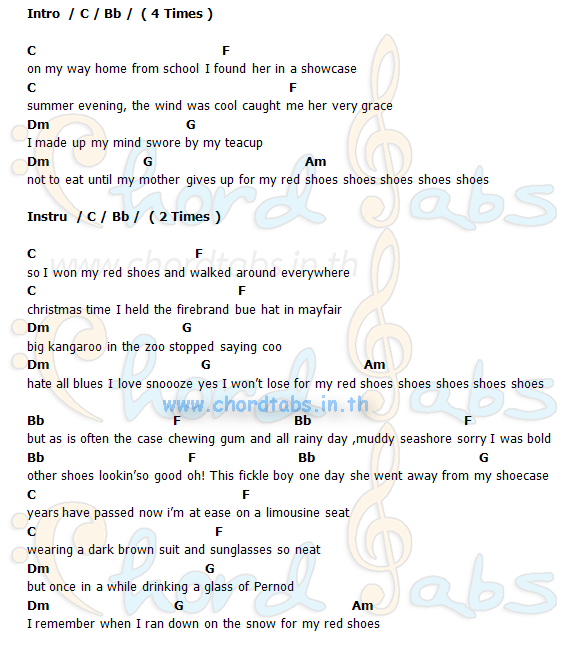 Intro / C / Bb / ( 4 Times )
C F
on my way home from school I found her in a showcase
C F
summer evening, the wind was cool caught me her very grace
Dm G
I made up my mind swore by my teacup
Dm G Am
not to eat until my mother gives up for my red shoes shoes shoes shoes shoes
Instru / C / Bb / ( 2 Times )
C F
www.chordtabs.in.th
so I won my red shoes and walked around everywhere
C F
christmas time I held the firebrand bue hat in mayfair
Dm G
big kangaroo in the zoo stopped saying coo
Dm G Am
hate all blues I love snoooze yes I won't lose for my red shoes shoes shoes shoes shoes
www.chordtabs.in.th
Bb F Bb F
but as is often the case chewing gum and all rainy day ,muddy seashore sorry I was bold
Bb F Bb G
other shoes lookin'so good oh! This fickle boy one day she went away from my shoecase
C F
years have passed now i'm at ease on a limousine seat
C F
wearing a dark brown suit and sunglasses so neat
Dm G
but once in a while drinking a glass of Pernod
Dm G Am
I remember when I ran down on the snow for my red shoes